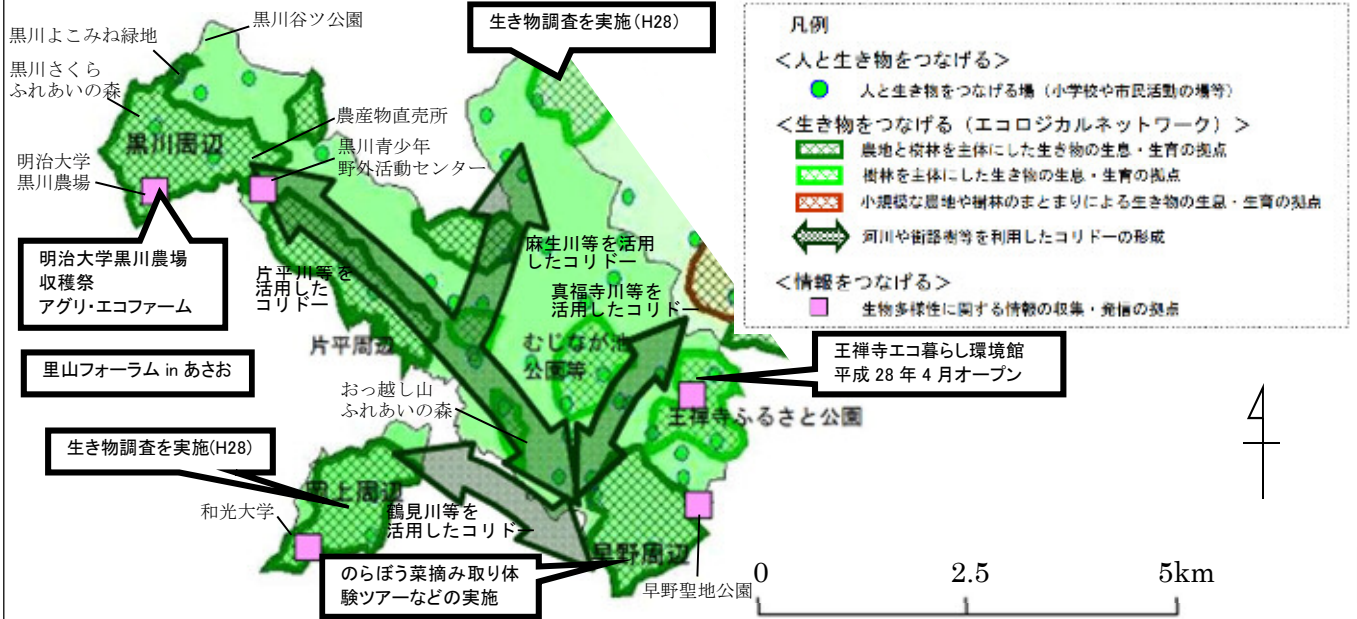 黒川谷ツ公園
黒川よこみね緑地
黒川さくら
ふれあいの森
生き物調査を実施(H28)
農産物直売所
黒川周辺
黒川青少年
野外活動センター
明治大学
黒川農場
明治大学黒川農場
収穫祭
アグリ・エコファーム
片平川等を
活用した
コリドー
麻生川等を活用
したコリドー
真福寺川等を
活用したコリドー
片平周辺
むじなが池
公園等
里山フォーラム in あさお
おっ越し山
ふれあいの森
王禅寺エコ暮らし環境館
平成 28 年 4 月オープン
王禅寺ふるさと公園
生き物調査を実施(H28)
岡上周辺
和光大学
鶴見川等を
活用したコリドー
早野周辺
のらぼう菜摘み取り体
験ツアーなどの実施
早野聖地公園
凡例
＜人と生き物をつなげる＞
人と生き物をつなげる場（小学校や市民活動の場等）
＜生き物をつなげる（エコロジカルネットワーク）＞
農地と樹林を主体にした生き物の生息・生育の拠点
樹林を主体にした生き物の生息・生育の拠点
小規模な農地や樹林のまとまりによる生き物の生息・生育の拠点
河川や街路樹等を利用したコリドーの形成
＜情報をつなげる＞
生物多様性に関する情報の収集・発信の拠点
0 2.5 5km